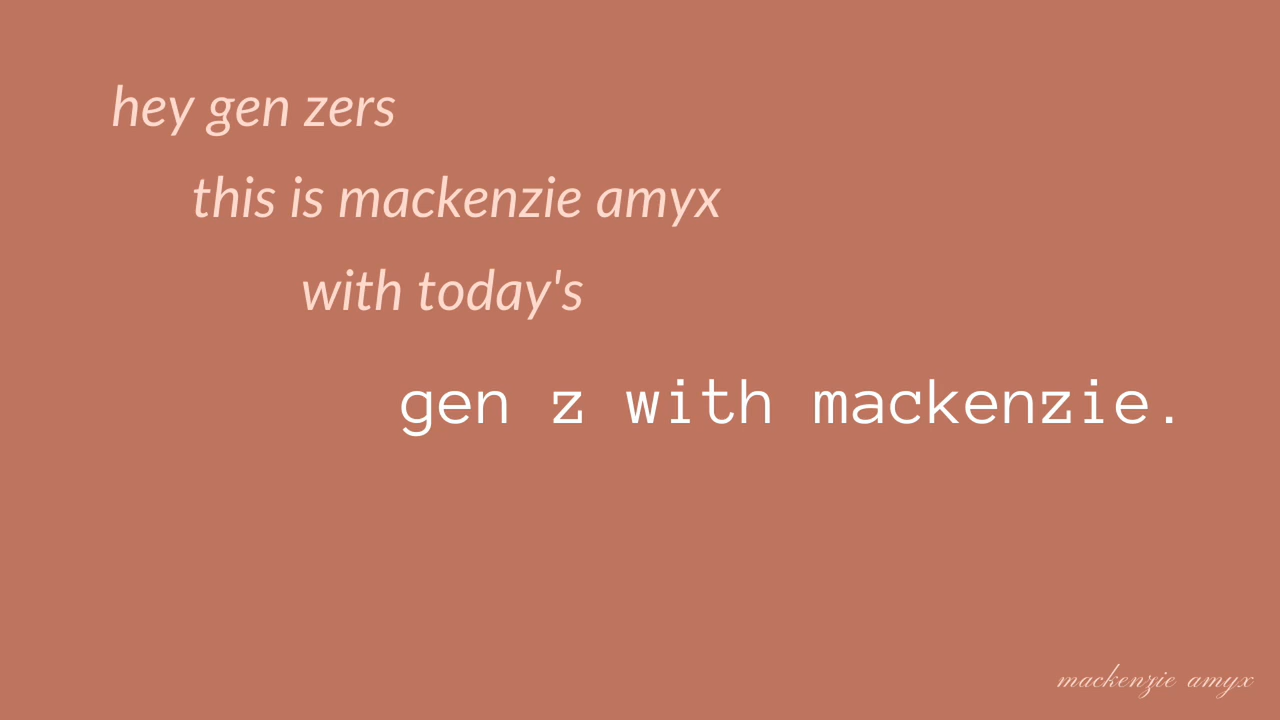 hey gen zers
this is mackenzie amyx
with today's
gen z with mackenzie.
mackenzie amyx